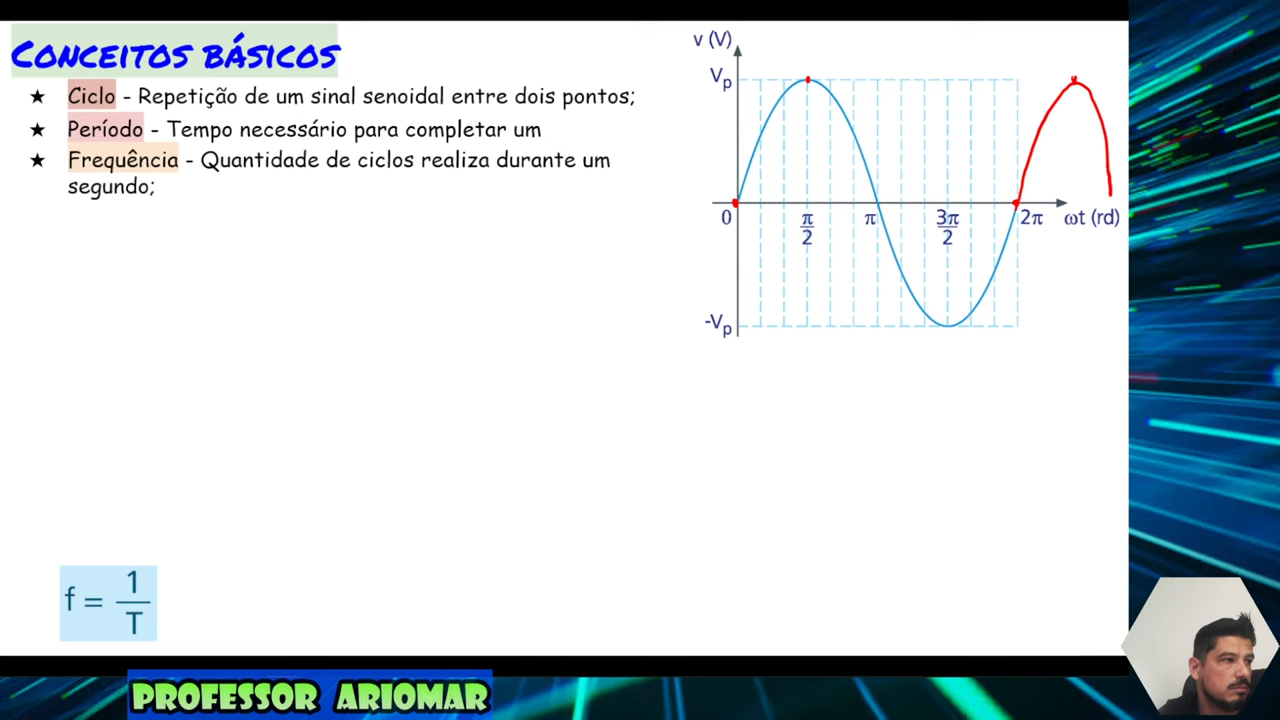 Conceitos básicos
★ Ciclo - Repetição de um sinal senoidal entre dois pontos;
★ Período - Tempo necessário para completar um
★ Frequência - Quantidade de ciclos realiza durante um
segundo;
v (V)
Vp
0 π/2 π 3π/2 2π ωt (rd)
-Vp
f = 1/T
PROFESSOR ARIOMAR